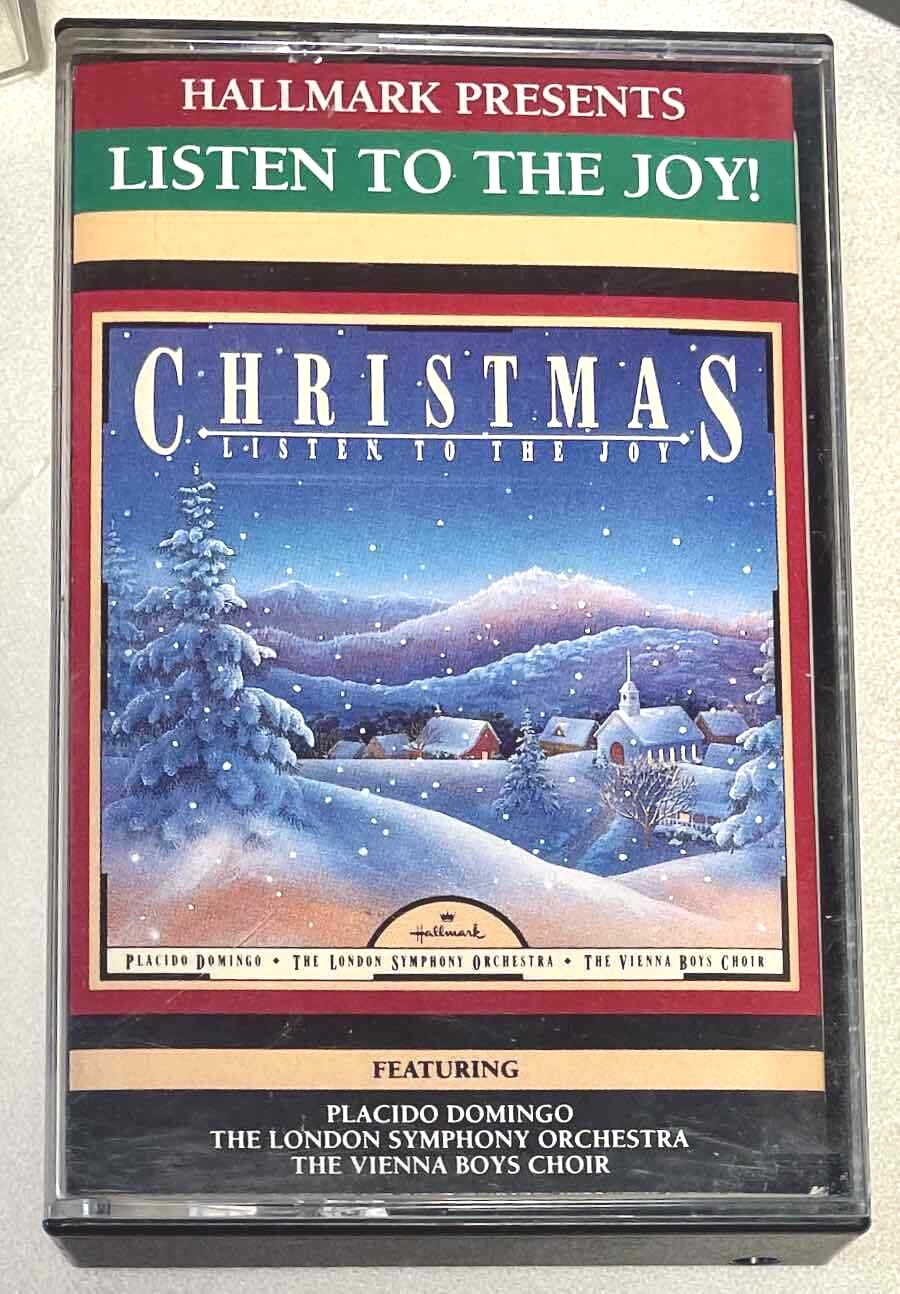 HALLMARK PRESENTS
LISTEN TO THE JOY!
CHRISTMAS
LISTEN TO THE JOY
Hallmark
PLACIDO DOMINGO ♦ THE LONDON SYMPHONY ORCHESTRA ♦ THE VIENNA BOYS CHOIR
FEATURING
PLACIDO DOMINGO
THE LONDON SYMPHONY ORCHESTRA
THE VIENNA BOYS CHOIR